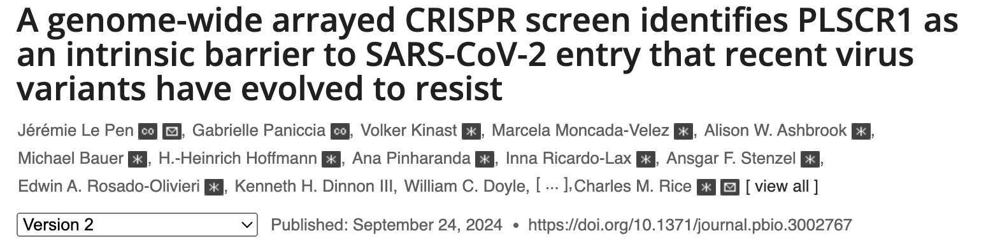 A genome-wide arrayed CRISPR screen identifies PLSCR1 as
an intrinsic barrier to SARS-CoV-2 entry that recent virus
variants have evolved to resist
Jérémie Le Pen co , Gabrielle Paniccia co , Volker Kinast * , Marcela Moncada-Velez * , Alison W. Ashbrook * ,
Michael Bauer * , H.-Heinrich Hoffmann * , Ana Pinharanda * , Inna Ricardo-Lax * , Ansgar F. Stenzel * ,
Edwin A. Rosado-Olivieri * , Kenneth H. Dinnon III, William C. Doyle, [ ... ], Charles M. Rice * [ view all ]
Version 2 Published: September 24, 2024 • https://doi.org/10.1371/journal.pbio.3002767